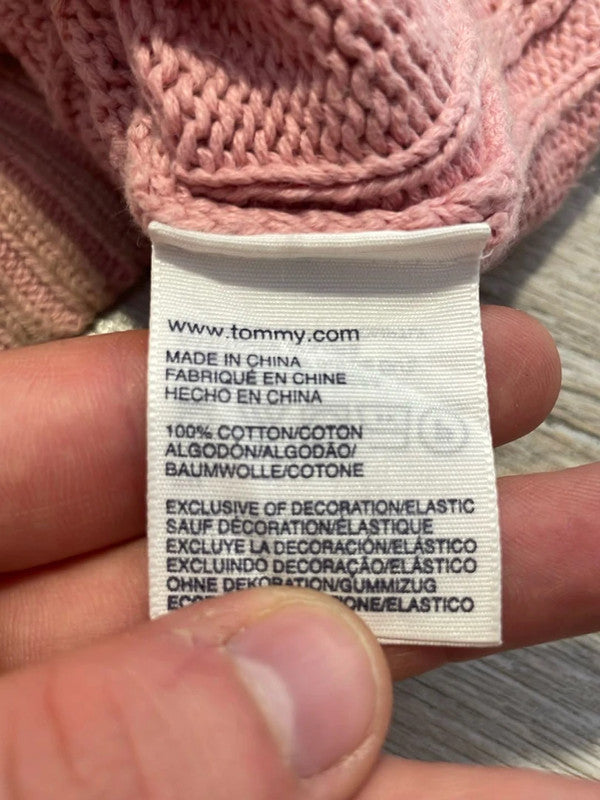 www.tommy.com
MADE IN CHINA
FABRIQUÉ EN CHINE
HECHO EN CHINA
100% COTTON/COTON
ALGODÓN/ALGODÃO/
BAUMWOLLE/COTONE
EXCLUSIVE OF DECORATION/ELASTIC
SAUF DÉCORATION/ÉLASTIQUE
EXCLUYE LA DECORACIÓN/ELÁSTICO
EXCLUINDO DECORAÇÃO/ELÁSTICO
OHNE DEKORATION/GUMMIZUG
/ELASTICO